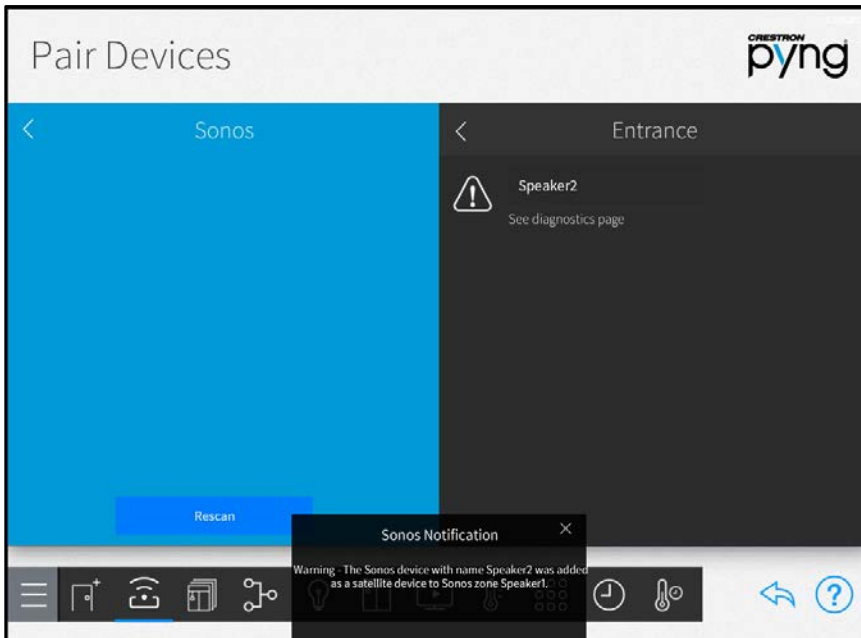 Pair Devices
CRESTRON
pyng
Sonos
Entrance
Speaker2
See diagnostics page
Rescan
Sonos Notification
Warning - The Sonos device with name Speaker2 was added
as a satellite device to Sonos zone Speaker1.